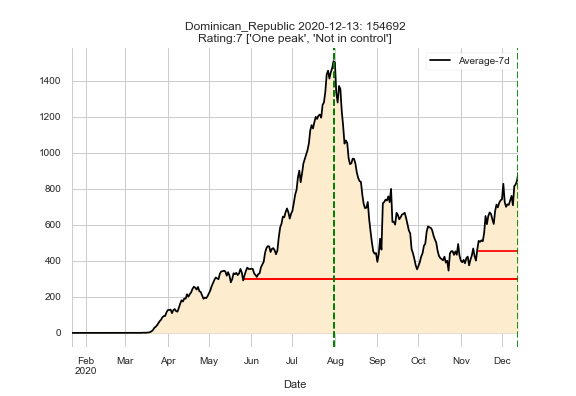 Dominican_Republic 2020-12-13: 154692
Rating:7 ['One peak', 'Not in control']
Average-7d
1400
1200
1000
800
600
400
200
0
Feb Mar Apr May Jun Jul Aug Sep Oct Nov Dec
2020
Date